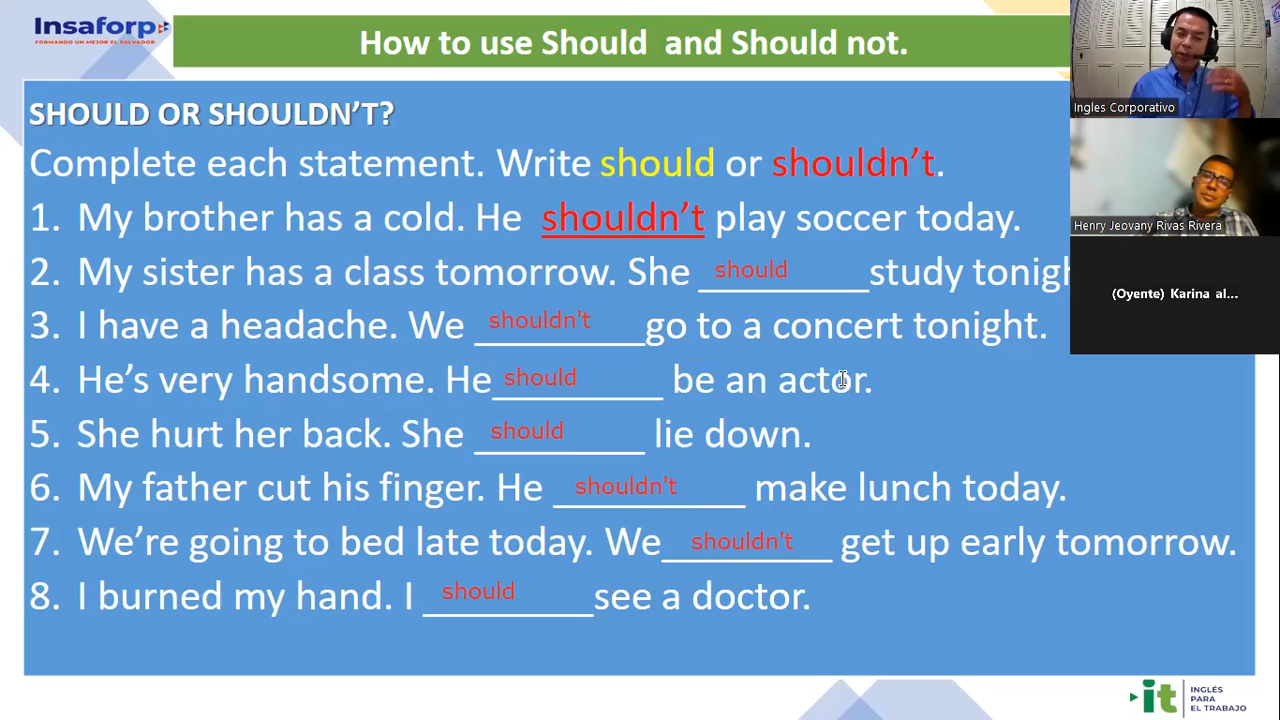 Insaforp
FORMANDO UN MEJOR EL SALVADOR
How to use Should and Should not.
SHOULD OR SHOULDN'T?
Complete each statement. Write should or shouldn't.
1. My brother has a cold. He shouldn't play soccer today.
2. My sister has a class tomorrow. She should study tonigh
3. I have a headache. We shouldn't go to a concert tonight.
4. He's very handsome. He should be an actor.
5. She hurt her back. She should lie down.
6. My father cut his finger. He shouldn't make lunch today.
7. We're going to bed late today. We shouldn't get up early tomorrow.
8. I burned my hand. I should see a doctor.
Ingles Corporativo
Henry Jeovany Rivas Rivera
(Oyente) Karina al...
it
INGLÉS
PARA
EL TRABAJO